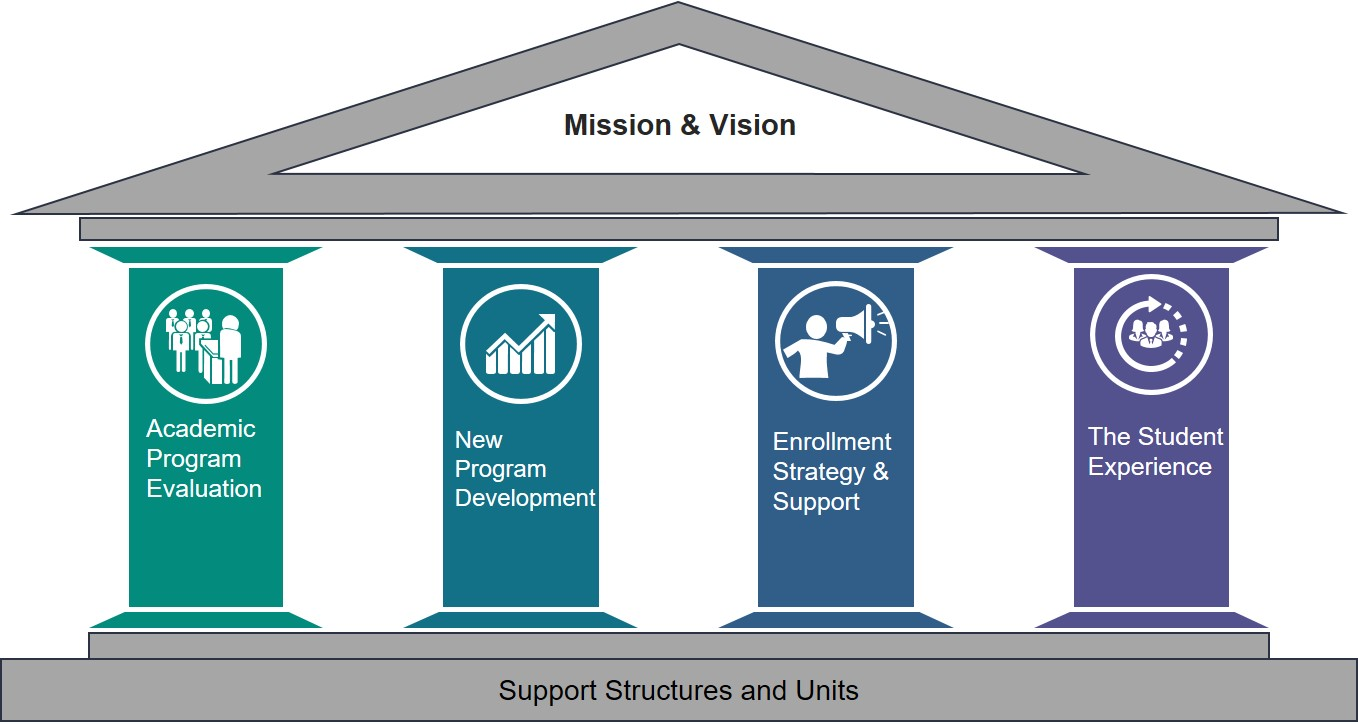 Mission & Vision
Academic
Program
Evaluation
New
Program
Development
Enrollment
Strategy &
Support
The Student
Experience
Support Structures and Units